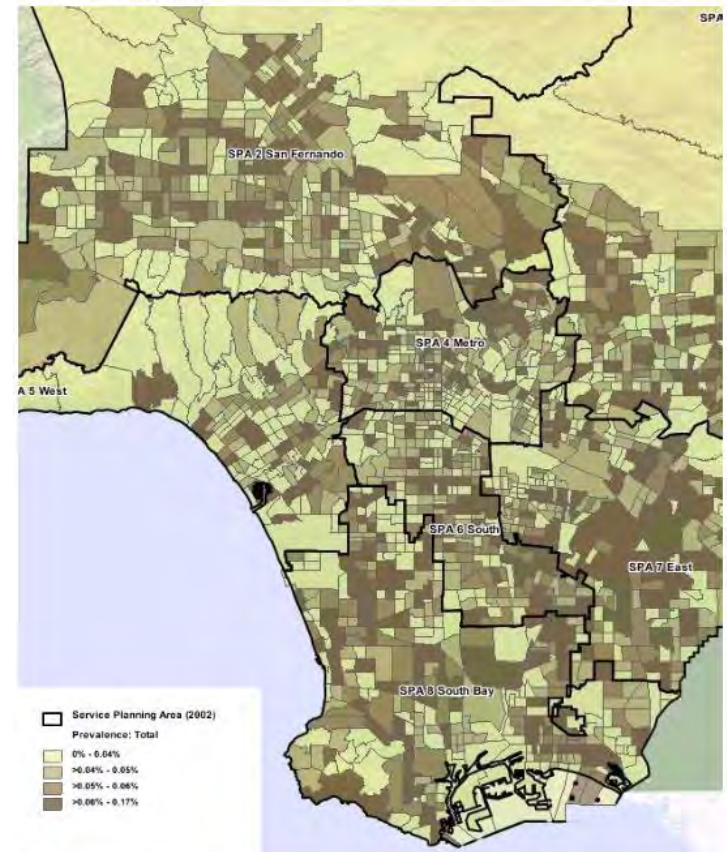 SPA
SPA 2 San Fernando
SPA 4 Metro
A 5 West
SPA 6 South
SPA 7 East
SPA 8 South Bay
Service Planning Area (2002)
Prevalence: Total
0% - 0.04%
>0.04% - 0.05%
>0.05% - 0.06%
>0.06% - 0.17%